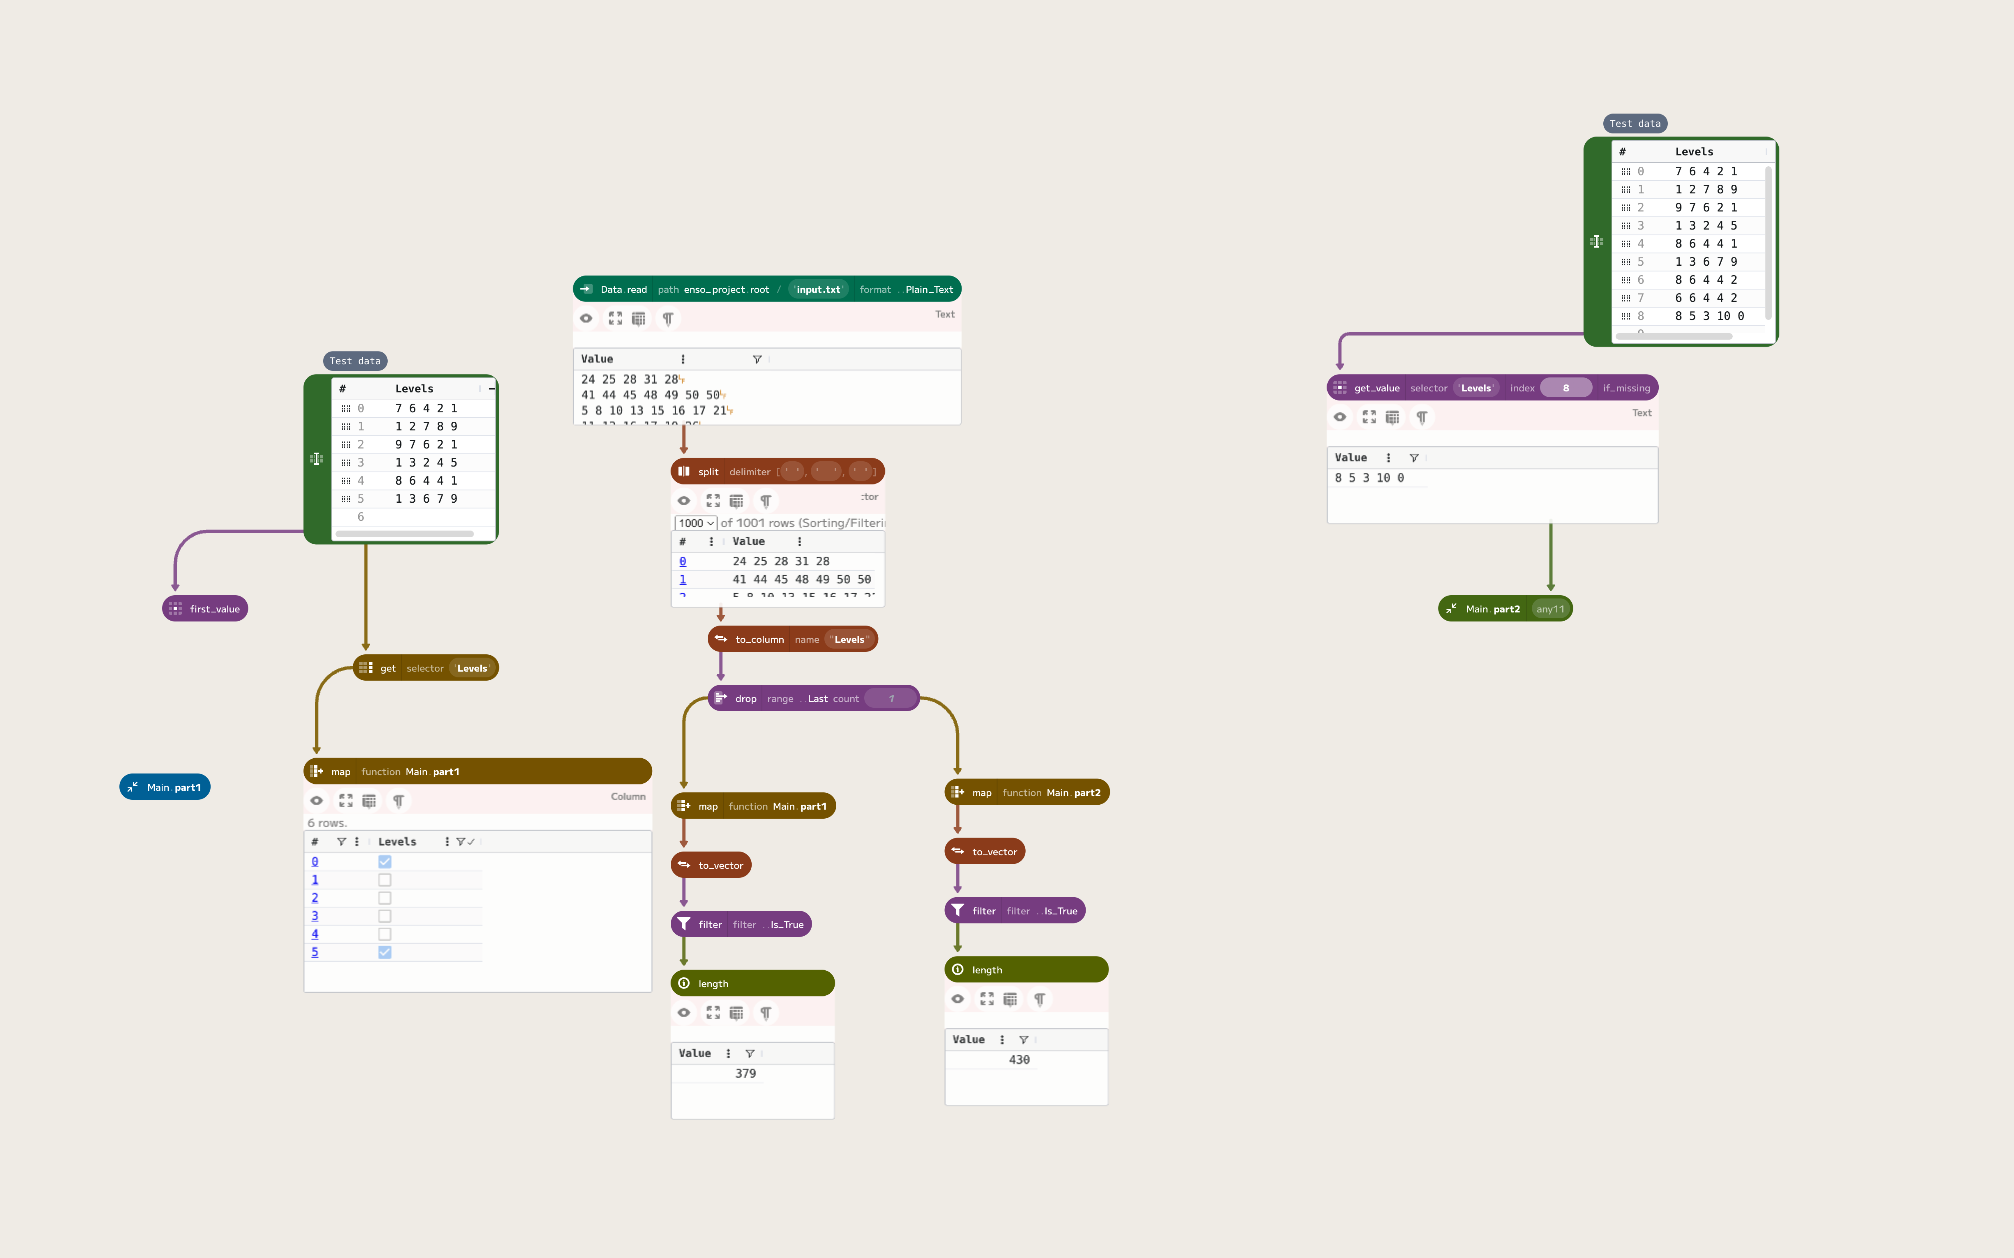 Test data
# Levels
0 7 6 4 2 1
1 1 2 7 8 9
2 9 7 6 2 1
3 1 3 2 4 5
4 8 6 4 4 1
5 1 3 6 7 9
6
first_value
get selector 'Levels'
Main.part1
map function Main.part1
Column
6 rows.
# Levels
0
1
2
3
4
5
Data.read path enso_project.root / 'input.txt' format ..Plain_Text
Text
Value
24 25 28 31 28
41 44 45 48 49 50 50
5 8 10 13 15 16 17 21
split delimiter [' ', ' ', ' ']
ctor
1000 of 1001 rows (Sorting/Filteri
# Value
0 24 25 28 31 28
1 41 44 45 48 49 50 50
2 5 8 10 13 15 16 17 21
to_column name "Levels"
drop range ..Last count 1
map function Main.part1
to_vector
filter filter ..Is_True
length
Value
379
map function Main.part2
to_vector
filter filter ..Is_True
length
Value
430
Test data
# Levels
0 7 6 4 2 1
1 1 2 7 8 9
2 9 7 6 2 1
3 1 3 2 4 5
4 8 6 4 4 1
5 1 3 6 7 9
6 8 6 4 4 2
7 6 6 4 4 2
8 8 5 3 10 0
9
get_value selector 'Levels' index 8 if_missing
Text
Value
8 5 3 10 0
Main.part2 any11